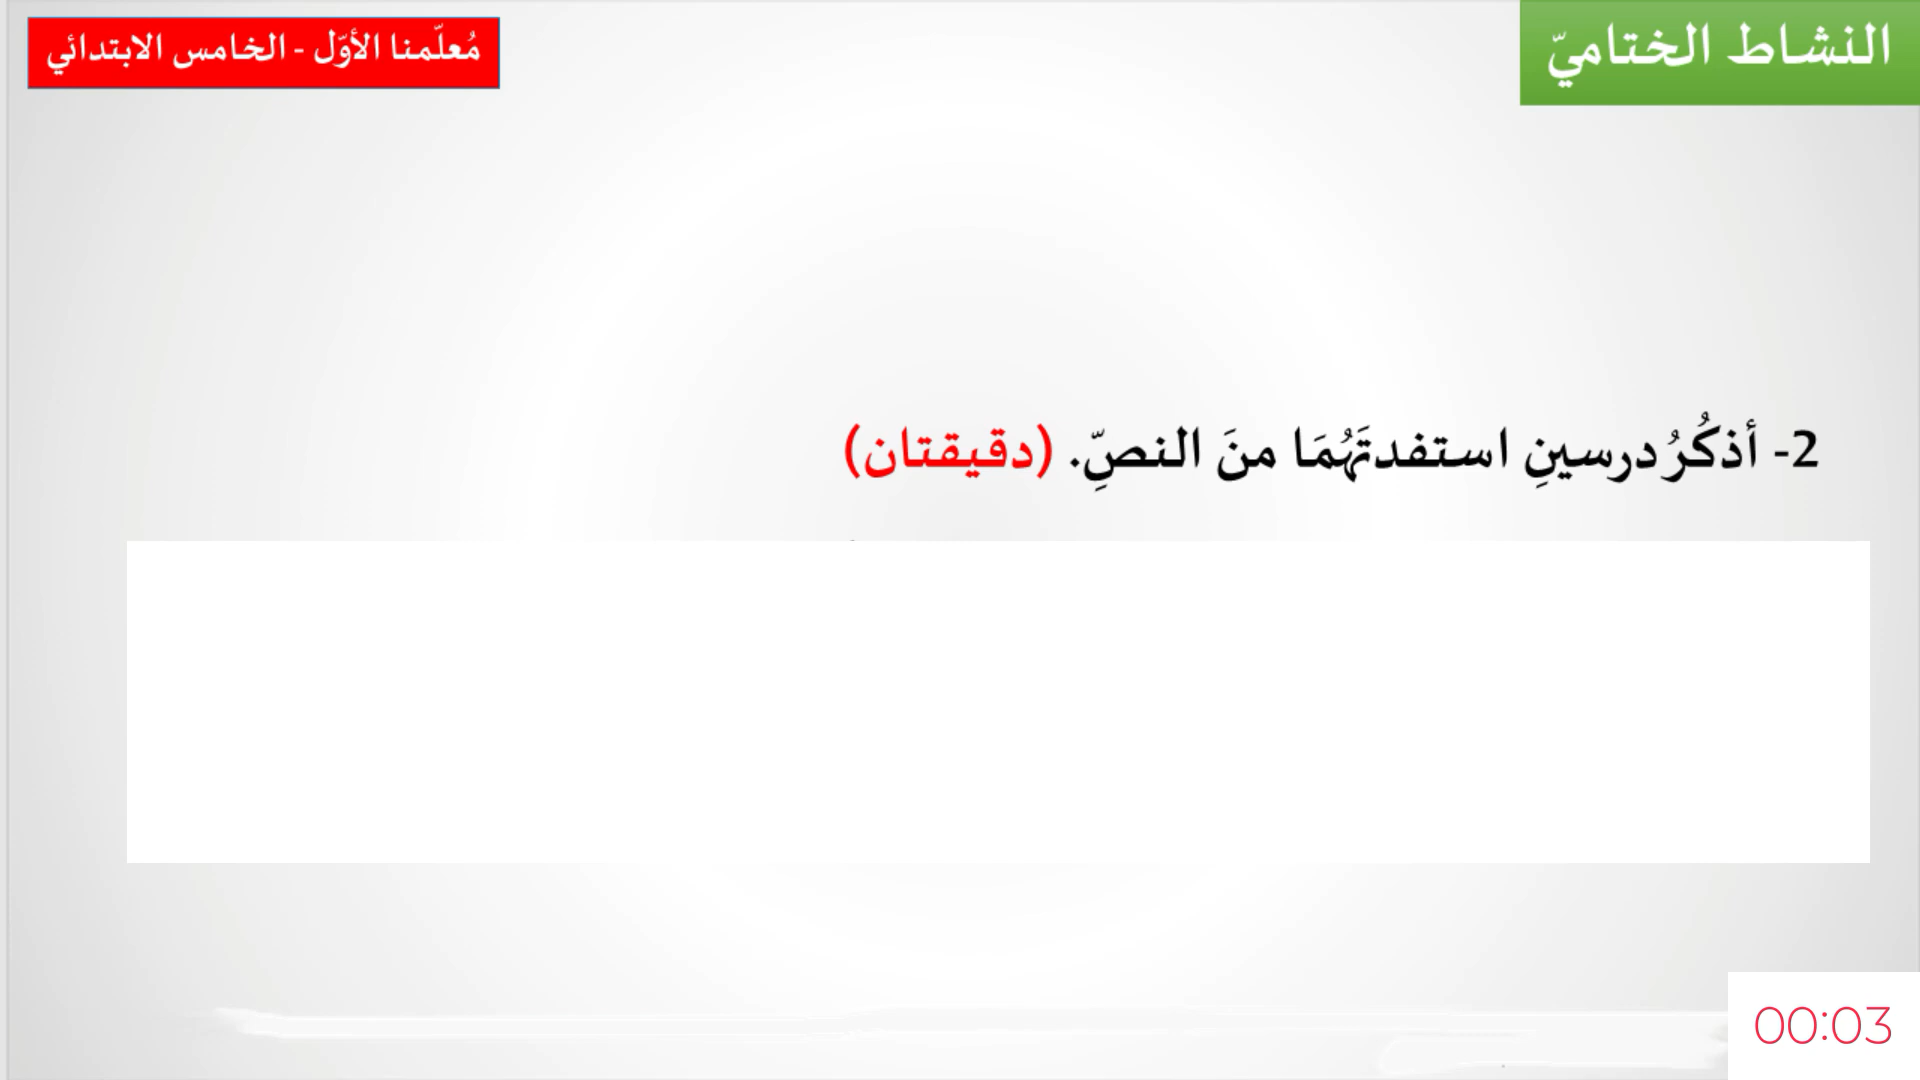 النشاط الختاميّ
مُعلّمنا الأوّل - الخامس الابتدائي
2- أذكُرُ درسينِ استفدتَهُمَا منَ النصِّ. (دقيقتان)
00:03